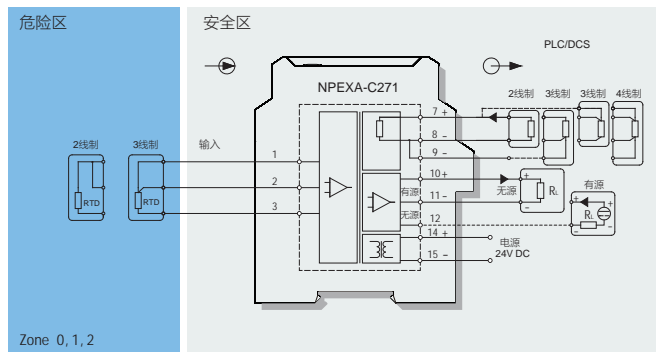 危险区
安全区
PLC/DCS
NPEXA-C271
2线制 3线制 3线制 4线制
7 +
8 -
9 -
2线制 3线制 输入
1
2
3
RTD RTD
10 +
11 -
12
有源
无源
无源
+ RL -
有源
+ + RL - -
14 +
15 -
电源
24V DC
Zone 0,1,2